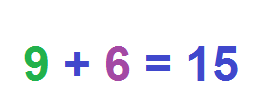 9 + 6 = 15